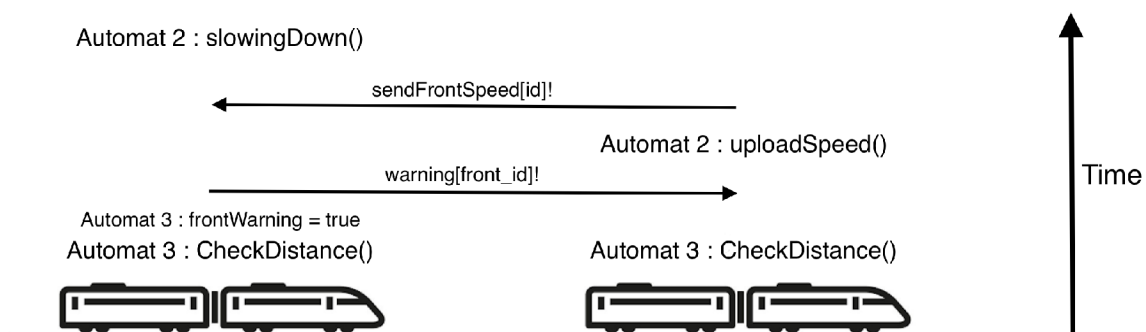 Automat 2 : slowingDown()
sendFrontSpeed[id]!
Automat 2 : uploadSpeed()
warning[front_id]!
Time
Automat 3 : frontWarning = true
Automat 3 : CheckDistance()
Automat 3 : CheckDistance()